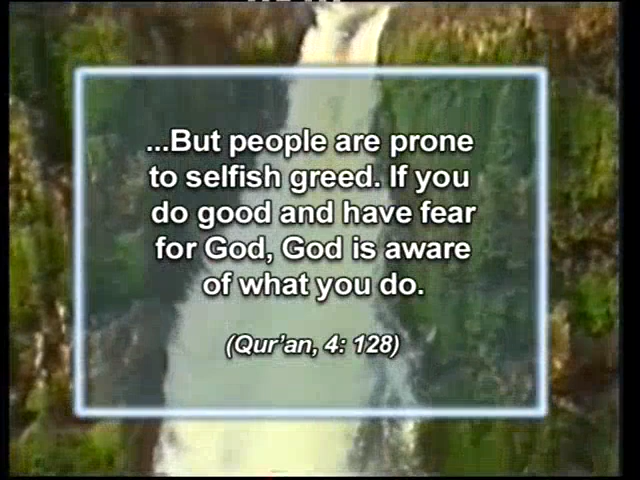 ...But people are prone
to selfish greed. If you
do good and have fear
for God, God is aware
of what you do.
(Qur'an, 4: 128)